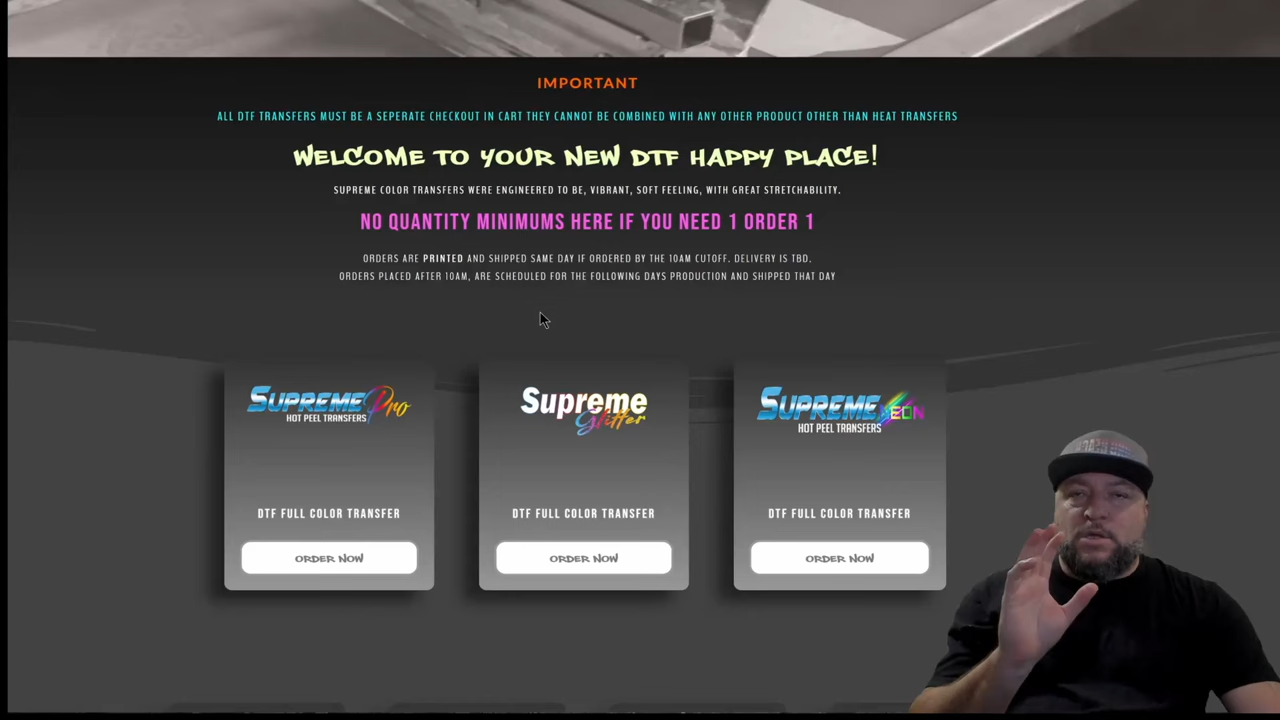 IMPORTANT
ALL DTF TRANSFERS MUST BE A SEPERATE CHECKOUT IN CART THEY CANNOT BE COMBINED WITH ANY OTHER PRODUCT OTHER THAN HEAT TRANSFERS
WELCOME TO YOUR NEW DTF HAPPY PLACE!
SUPREME COLOR TRANSFERS WERE ENGINEERED TO BE, VIBRANT, SOFT FEELING, WITH GREAT STRETCHABILITY.
NO QUANTITY MINIMUMS HERE IF YOU NEED 1 ORDER 1
ORDERS ARE PRINTED AND SHIPPED SAME DAY IF ORDERED BY THE 10AM CUTOFF. DELIVERY IS TBD.
ORDERS PLACED AFTER 10AM, ARE SCHEDULED FOR THE FOLLOWING DAYS PRODUCTION AND SHIPPED THAT DAY
SUPREME Pro
HOT PEEL TRANSFERS
DTF FULL COLOR TRANSFER
ORDER NOW
Supreme
Glitter
DTF FULL COLOR TRANSFER
ORDER NOW
SUPREME NEON
HOT PEEL TRANSFERS
DTF FULL COLOR TRANSFER
ORDER NOW